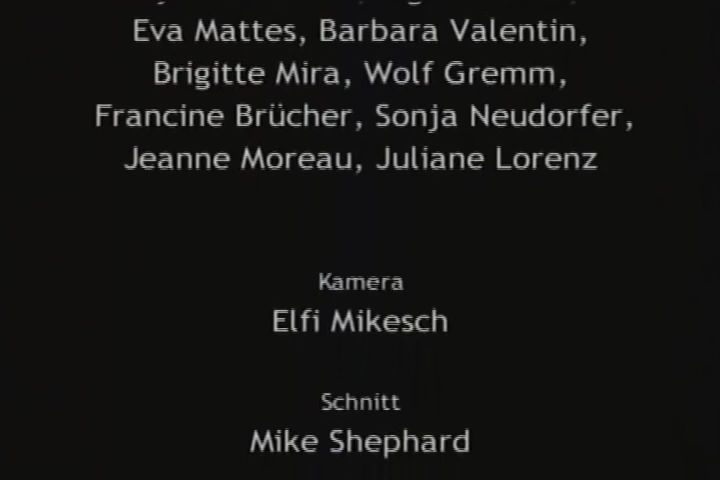 Eva Mattes, Barbara Valentin,
Brigitte Mira, Wolf Gremm,
Francine Brücher, Sonja Neudorfer,
Jeanne Moreau, Juliane Lorenz
Kamera
Elfi Mikesch
Schnitt
Mike Shephard